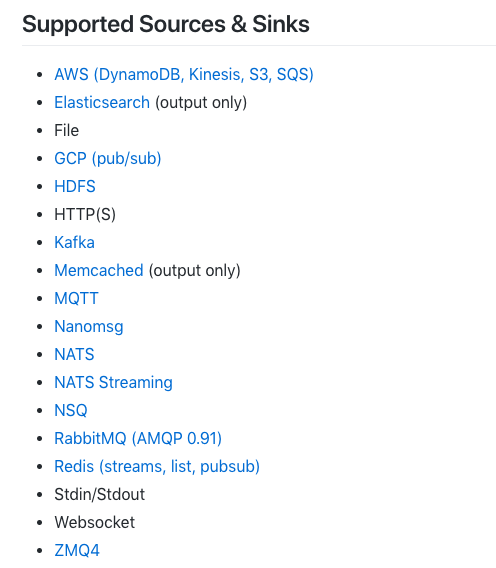 Supported Sources & Sinks
AWS (DynamoDB, Kinesis, S3, SQS)
Elasticsearch (output only)
File
GCP (pub/sub)
HDFS
HTTP(S)
Kafka
Memcached (output only)
MQTT
Nanomsg
NATS
NATS Streaming
NSQ
RabbitMQ (AMQP 0.91)
Redis (streams, list, pubsub)
Stdin/Stdout
Websocket
ZMQ4